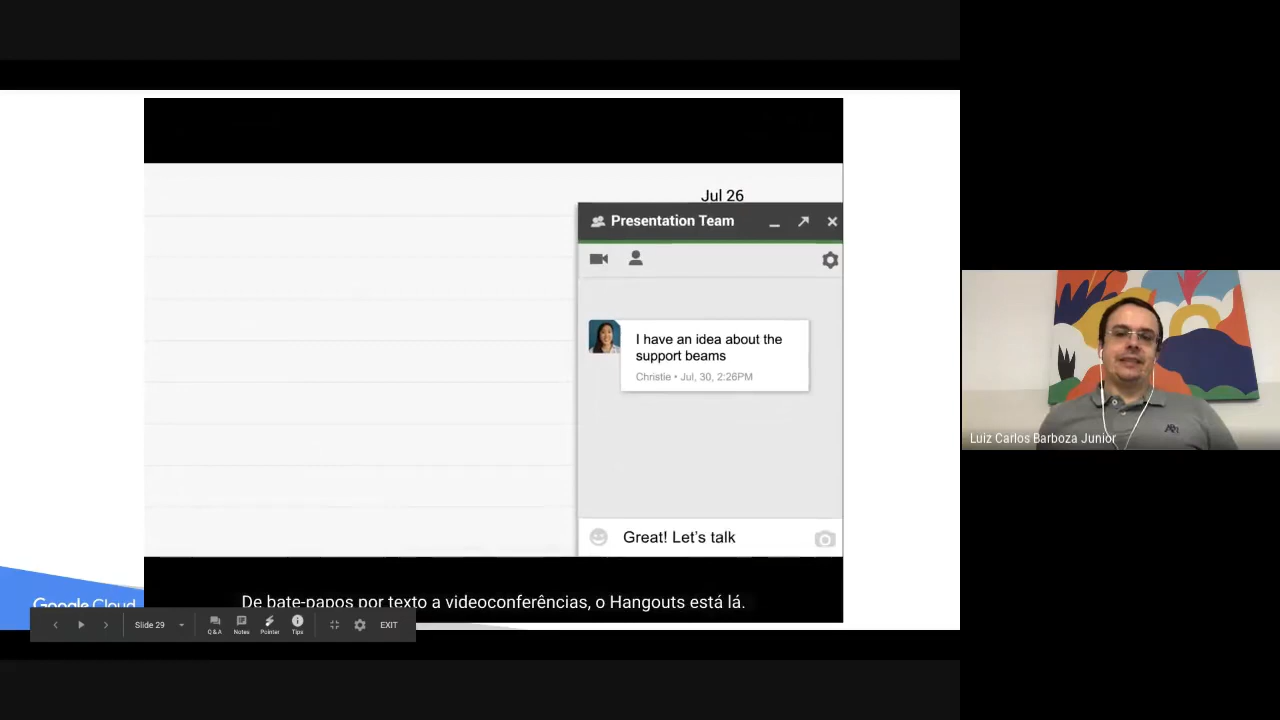 Jul 26
Presentation Team
I have an idea about the
support beams
Christie • Jul, 30, 2:26PM
Great! Let's talk
De bate-papos por texto a videoconferências, o Hangouts está lá.
Google Cloud
Slide 29
Q&A
Notes
Pointer
Tips
EXIT
Luiz Carlos Barboza Junior